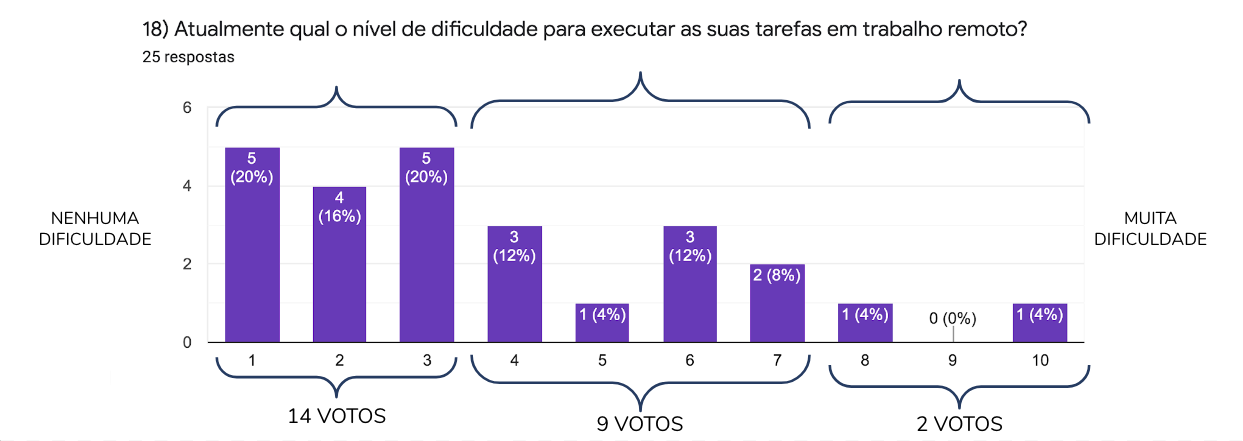 18) Atualmente qual o nível de dificuldade para executar as suas tarefas em trabalho remoto?
25 respostas
6
4
2
0
NENHUMA
DIFICULDADE
5
(20%)
4
(16%)
5
(20%)
3
(12%)
1 (4%)
3
(12%)
2 (8%)
1 (4%)
0 (0%)
1 (4%)
MUITA
DIFICULDADE
1 2 3 4 5 6 7 8 9 10
14 VOTOS
9 VOTOS
2 VOTOS